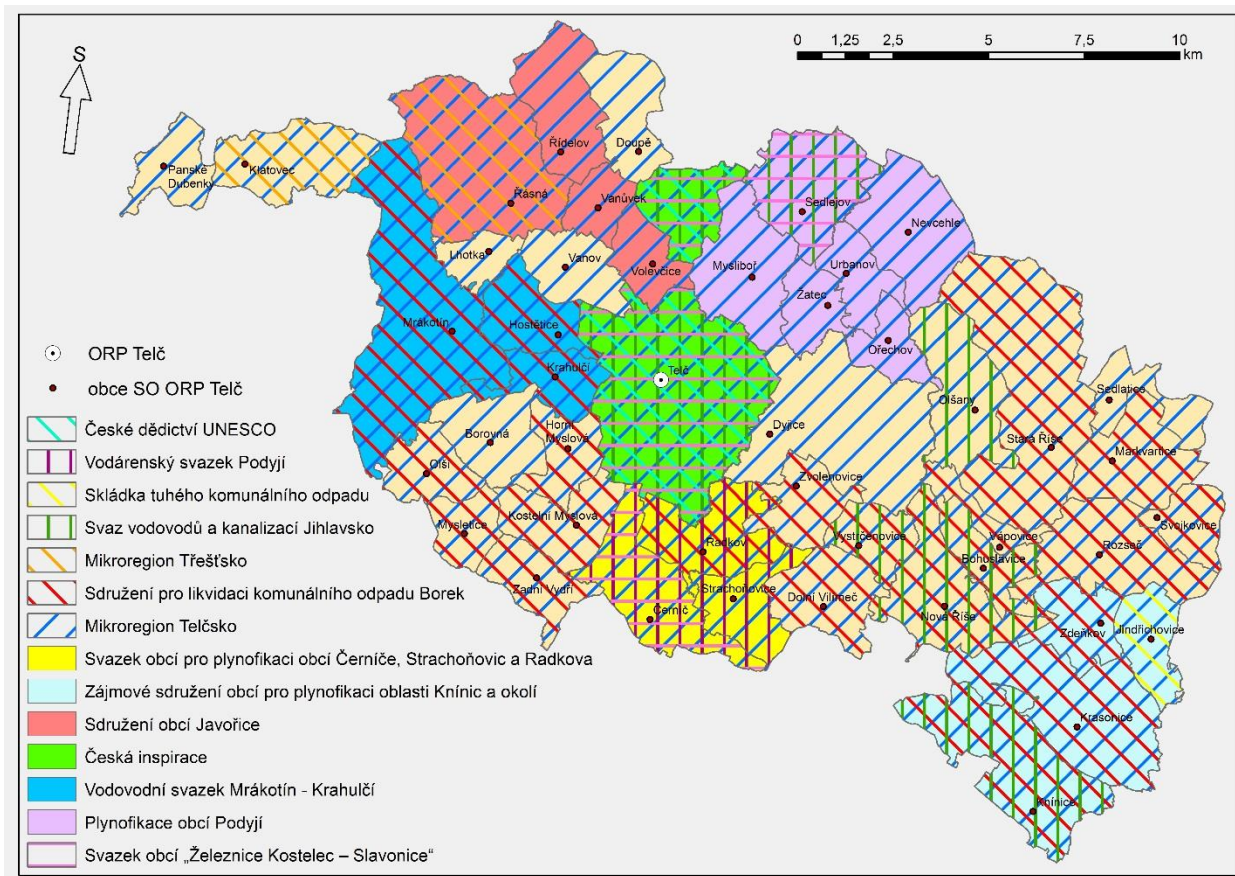 S
0 1,25 2,5 5 7,5 10
km
Řídelov
Doupě
Panské
Dubenky
Klatovec
Řásná
Vanůvek
Sedlejov
Nevcehle
Lhotka
Vanov
Volevčice
Mysliboř
Urbanov
Žatec
Mrákotín
Hostětice
Ořechov
Krahulčí
Telč
Sedlatice
Olšany
Borovná
Horní
Myslová
Dyjice
Stará Říše
Markvartice
Olší
Zvolenovice
Kostelní Myslová
Svojkovice
Mysletice
Radkov
Vystrčenovice
Vápovice
Rozseč
Bohuslavice
Zadní Vydří
Strachoňovice
Dolní Vilímeč
Nová Říše
Černíč
Zdeňkov
Jindřichovice
Krasonice
Knínice
ORP Telč
obce SO ORP Telč
České dědictví UNESCO
Vodárenský svazek Podyjí
Skládka tuhého komunálního odpadu
Svaz vodovodů a kanalizací Jihlavsko
Mikroregion Třešťsko
Sdružení pro likvidaci komunálního odpadu Borek
Mikroregion Telčsko
Svazek obcí pro plynofikaci obcí Černíče, Strachoňovic a Radkova
Zájmové sdružení obcí pro plynofikaci oblasti Knínic a okolí
Sdružení obcí Javořice
Česká inspirace
Vodovodní svazek Mrákotín - Krahulčí
Plynofikace obcí Podyjí
Svazek obcí „Železnice Kostelec – Slavonice“